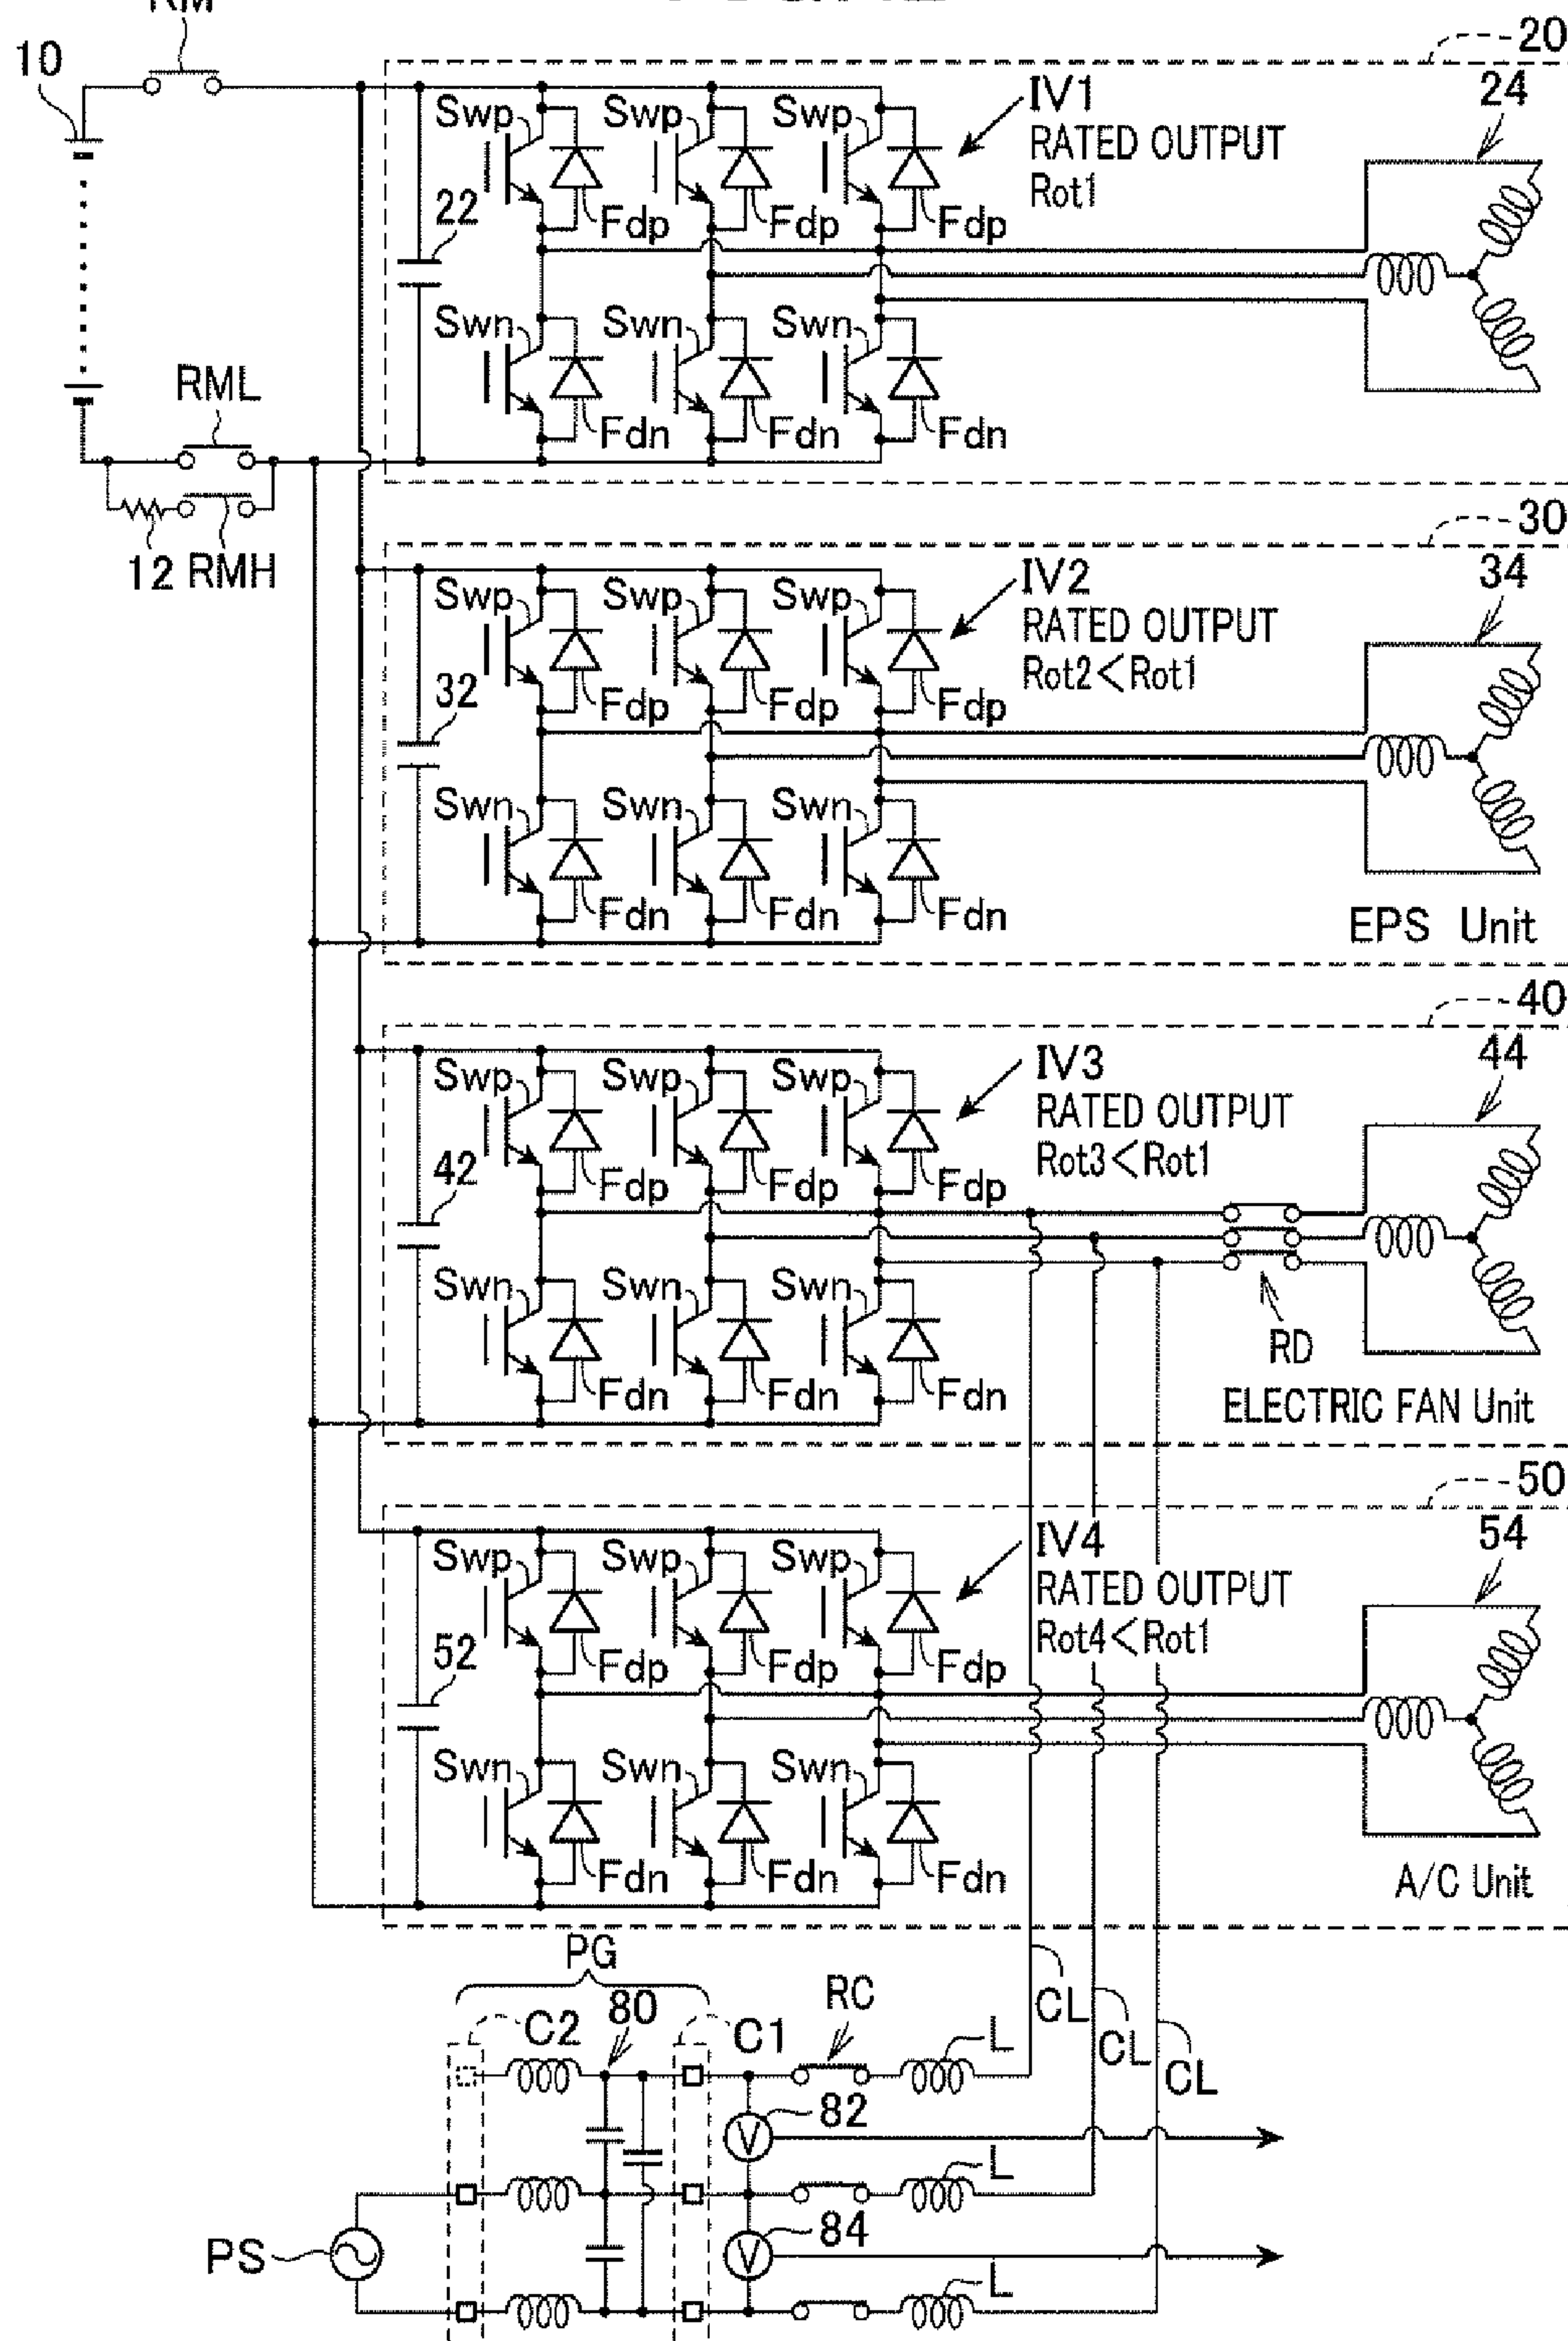 RM
20
10
24
IV1
RATED OUTPUT
Rot1
Swp
Swp
Swp
22
Fdp
Fdp
Fdp
Swn
Swn
Swn
RML
Fdn
Fdn
Fdn
12
RMH
30
34
IV2
RATED OUTPUT
Rot2<Rot1
Swp
Swp
Swp
32
Fdp
Fdp
Fdp
Swn
Swn
Swn
Fdn
Fdn
Fdn
EPS Unit
40
44
IV3
RATED OUTPUT
Rot3<Rot1
Swp
Swp
Swp
42
Fdp
Fdp
Fdp
Swn
Swn
Swn
RD
Fdn
Fdn
Fdn
ELECTRIC FAN Unit
50
54
IV4
RATED OUTPUT
Rot4<Rot1
Swp
Swp
Swp
52
Fdp
Fdp
Fdp
Swn
Swn
Swn
Fdn
Fdn
Fdn
A/C Unit
PG
C2
80
C1
RC
L
CL
CL
CL
82
V
L
84
V
PS
L